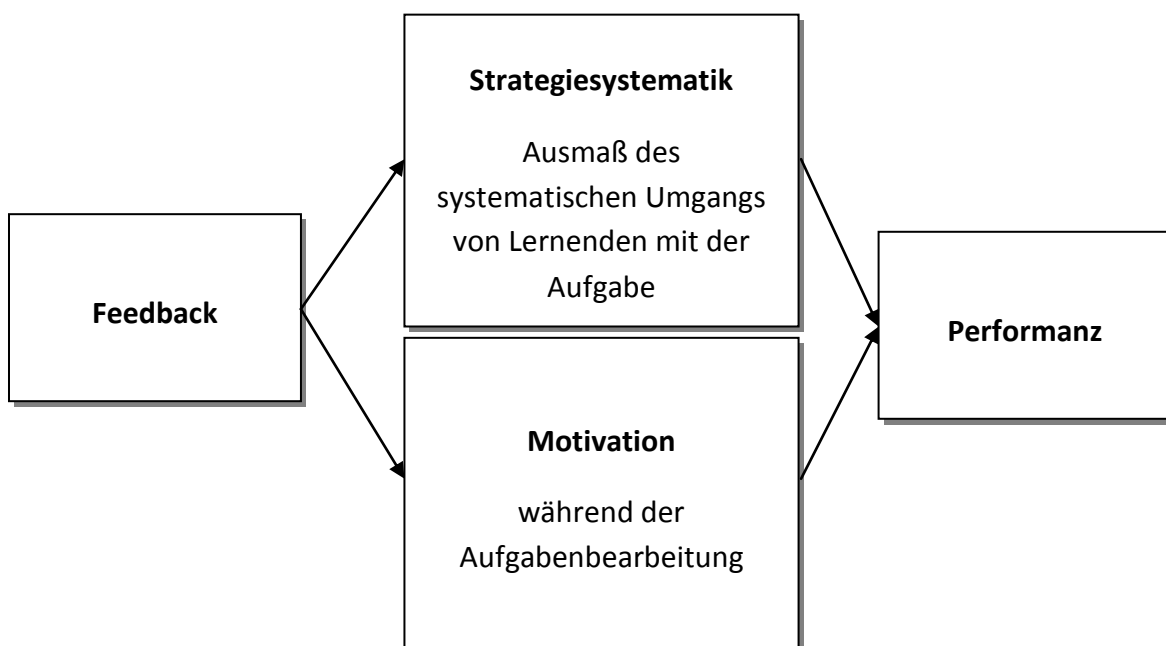 Strategiesystematik
Ausmaß des
systematischen Umgangs
von Lernenden mit der
Aufgabe
Feedback
Performanz
Motivation
während der
Aufgabenbearbeitung